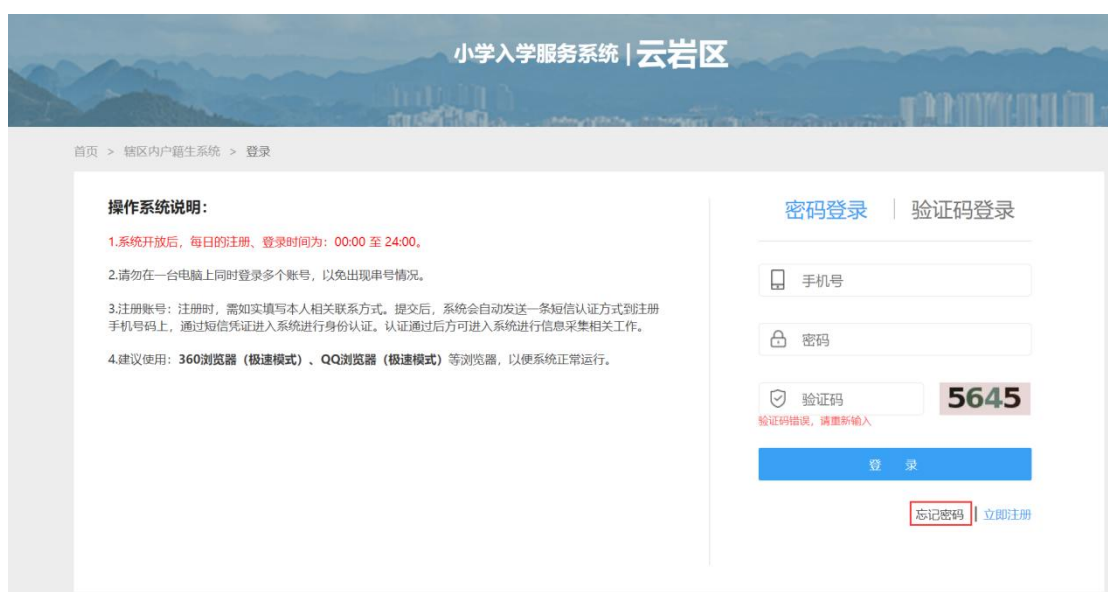 小学入学服务系统 | 云岩区
首页 > 辖区内户籍生系统 > 登录
操作系统说明：
1.系统开放后，每日的注册、登录时间为：00:00 至 24:00。
2.请勿在一台电脑上同时登录多个账号，以免出现串号情况。
3.注册账号：注册时，需如实填写本人相关联系方式。提交后，系统会自动发送一条短信认证方式到注册
手机号码上，通过短信凭证进入系统进行身份认证。认证通过后方可进入系统进行信息采集相关工作。
4.建议使用：360浏览器（极速模式）、QQ浏览器（极速模式）等浏览器，以便系统正常运行。
密码登录 | 验证码登录
手机号
密码
验证码 5645
验证码错误，请重新输入
登 录
忘记密码 | 立即注册